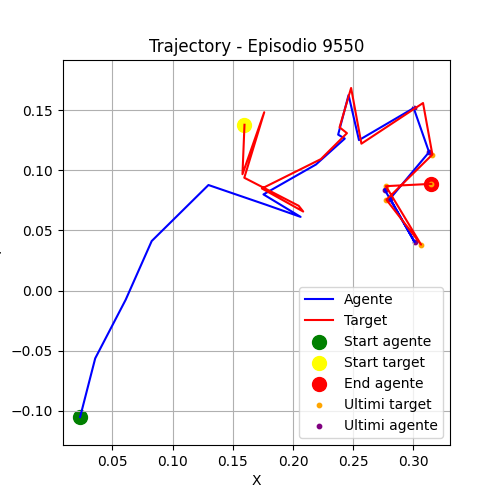 Trajectory - Episodio 9550
0.15
0.10
0.05
0.00
−0.05
−0.10
0.05
0.10
0.15
0.20
0.25
0.30
X
Agente
Target
Start agente
Start target
End agente
Ultimi target
Ultimi agente